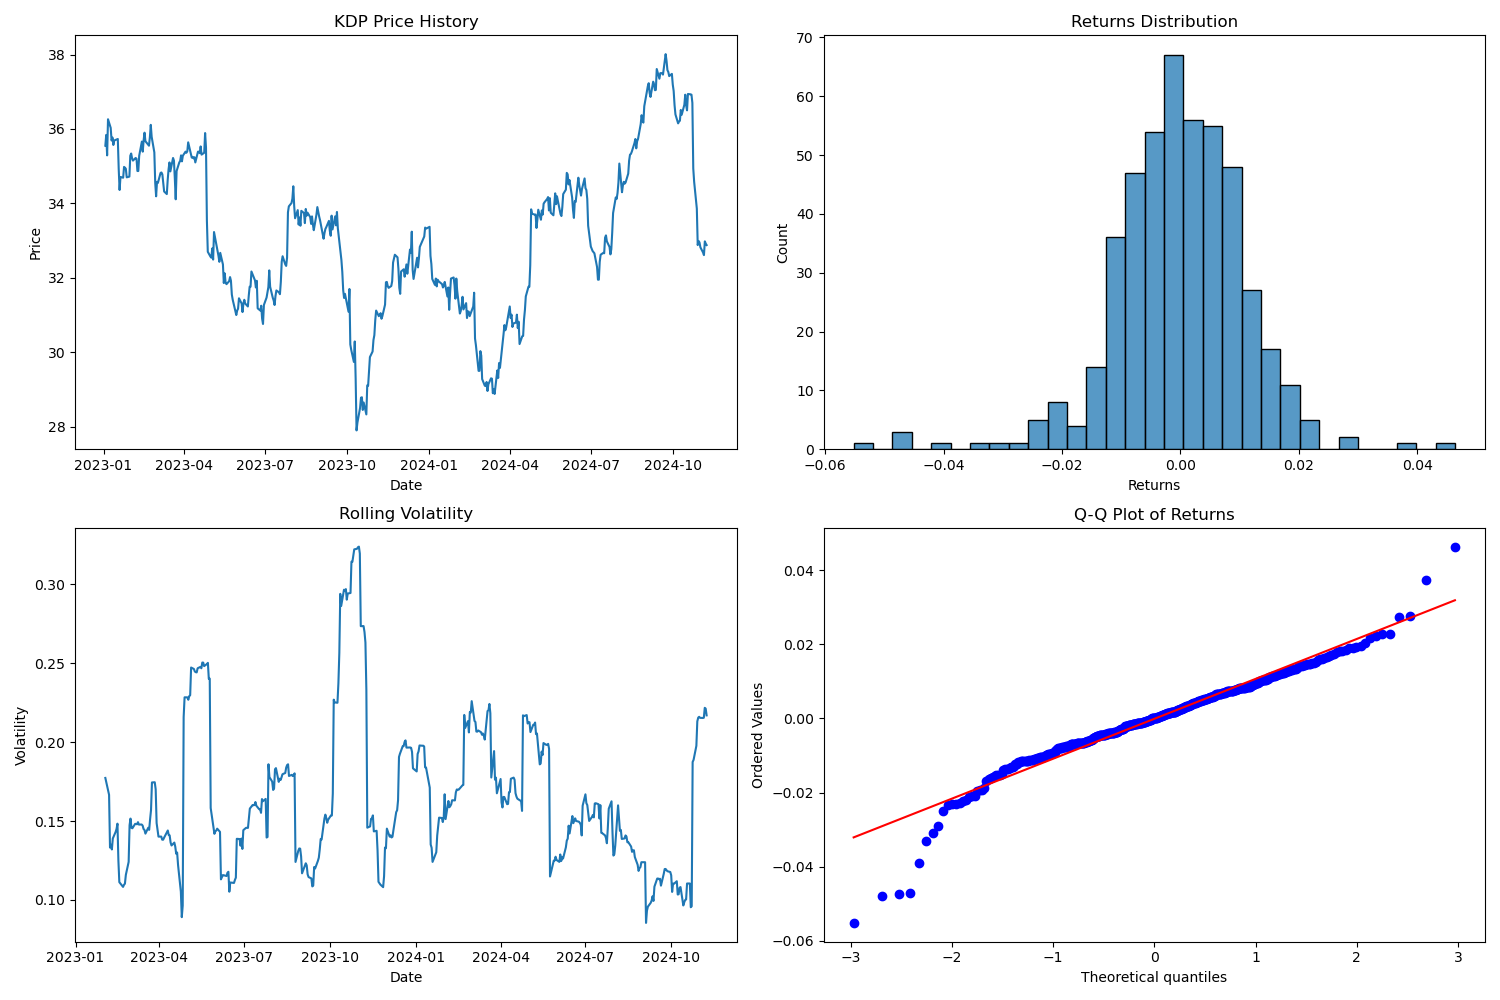 KDP Price History
Price
38
36
34
32
30
28
2023-01 2023-04 2023-07 2023-10 2024-01 2024-04 2024-07 2024-10
Date
Returns Distribution
Count
70
60
50
40
30
20
10
0
−0.06 −0.04 −0.02 0.00 0.02 0.04
Returns
Rolling Volatility
Volatility
0.30
0.25
0.20
0.15
0.10
2023-01 2023-04 2023-07 2023-10 2024-01 2024-04 2024-07 2024-10
Date
Q-Q Plot of Returns
Ordered Values
0.04
0.02
0.00
−0.02
−0.04
−0.06
−3 −2 −1 0 1 2 3
Theoretical quantiles